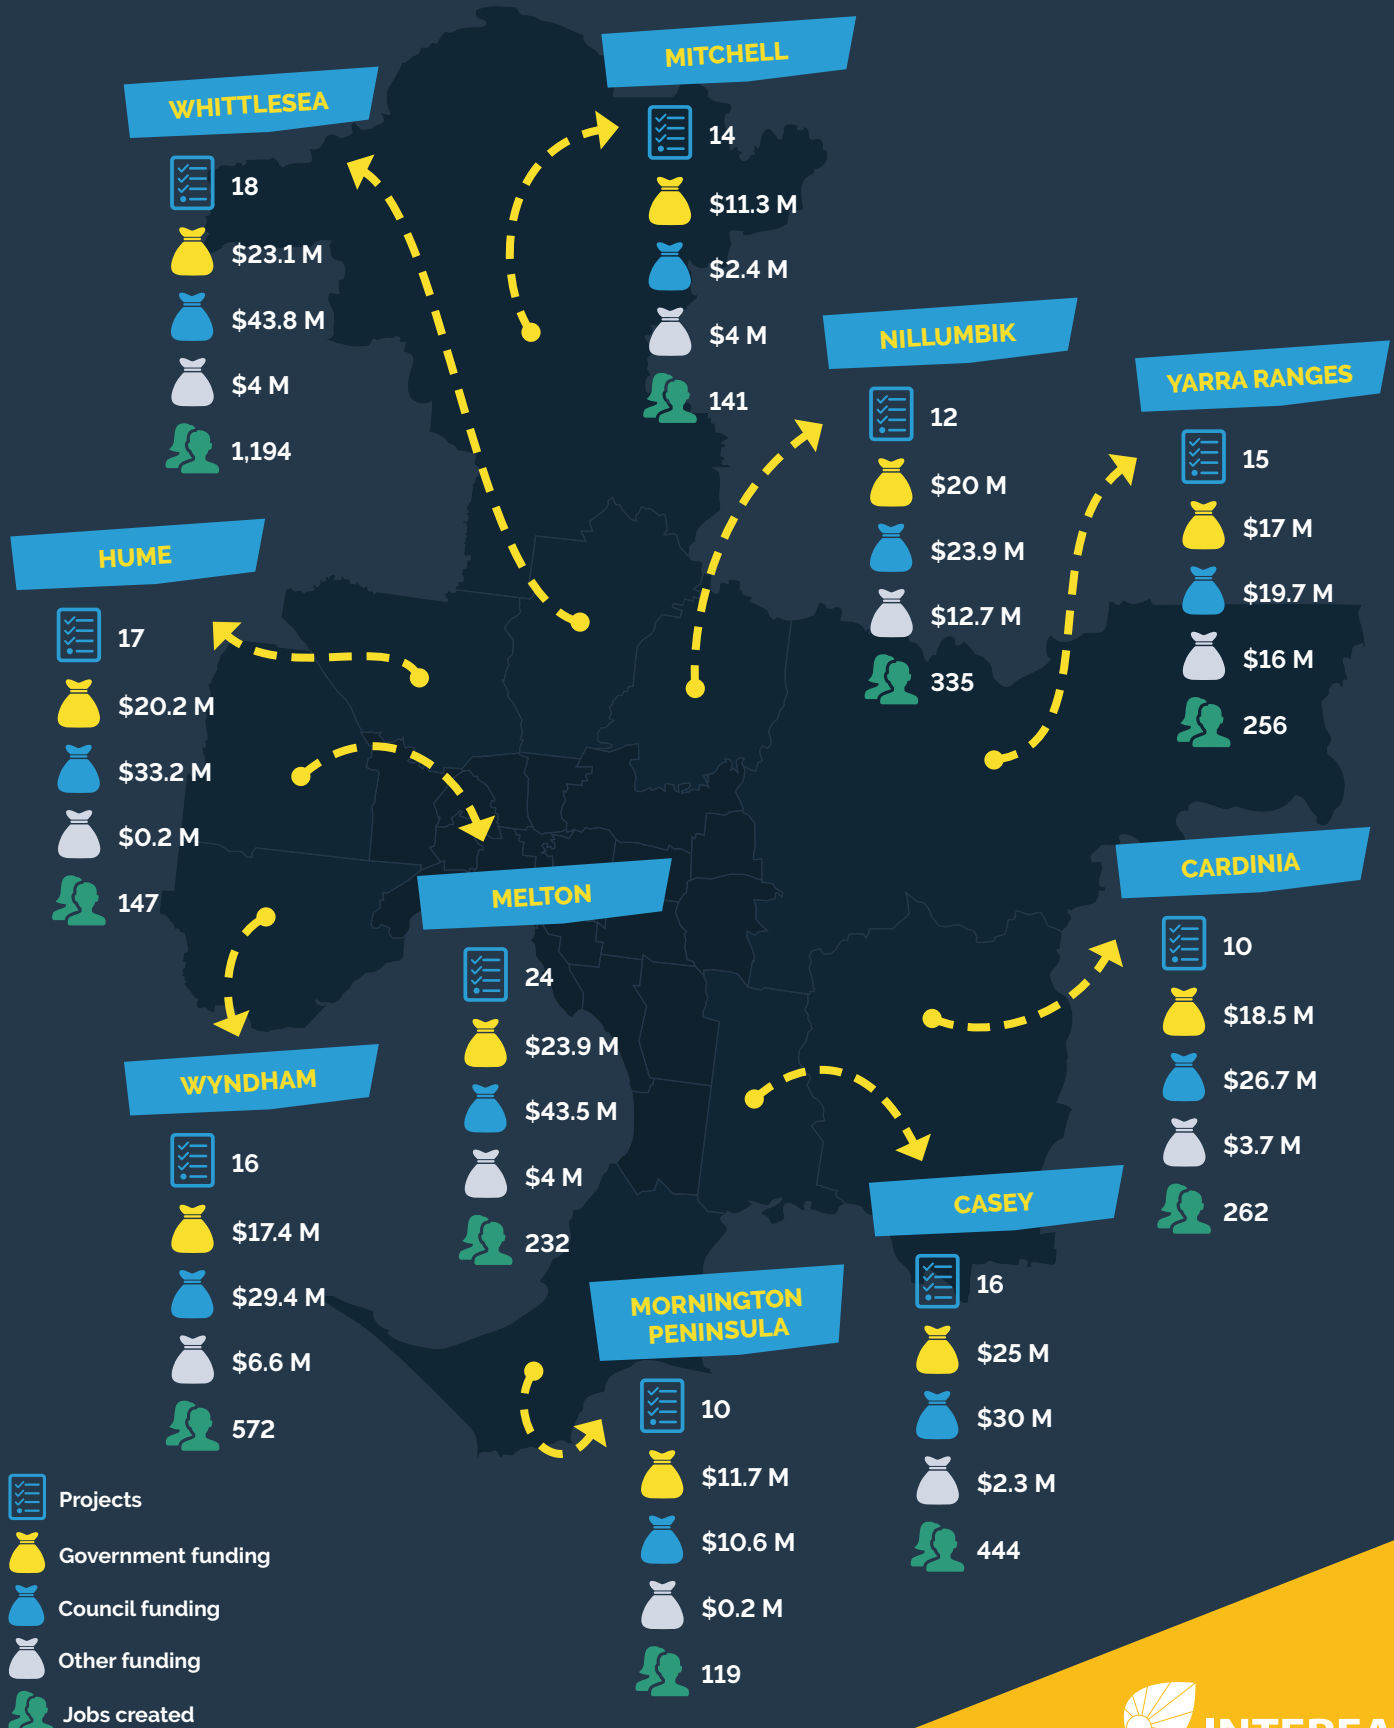 MITCHELL
14
$11.3 M
$2.4 M
$4 M
141
WHITTLESEA
18
$23.1 M
$43.8 M
$4 M
1,194
NILLUMBIK
12
$20 M
$23.9 M
$12.7 M
335
YARRA RANGES
15
$17 M
$19.7 M
$16 M
256
HUME
17
$20.2 M
$33.2 M
$0.2 M
147
MELTON
24
$23.9 M
$43.5 M
$4 M
232
CARDINIA
10
$18.5 M
$26.7 M
$3.7 M
262
WYNDHAM
16
$17.4 M
$29.4 M
$6.6 M
572
CASEY
16
$25 M
$30 M
$2.3 M
444
MORNINGTON
PENINSULA
10
$11.7 M
$10.6 M
$0.2 M
119
Projects
Government funding
Council funding
Other funding
Jobs created